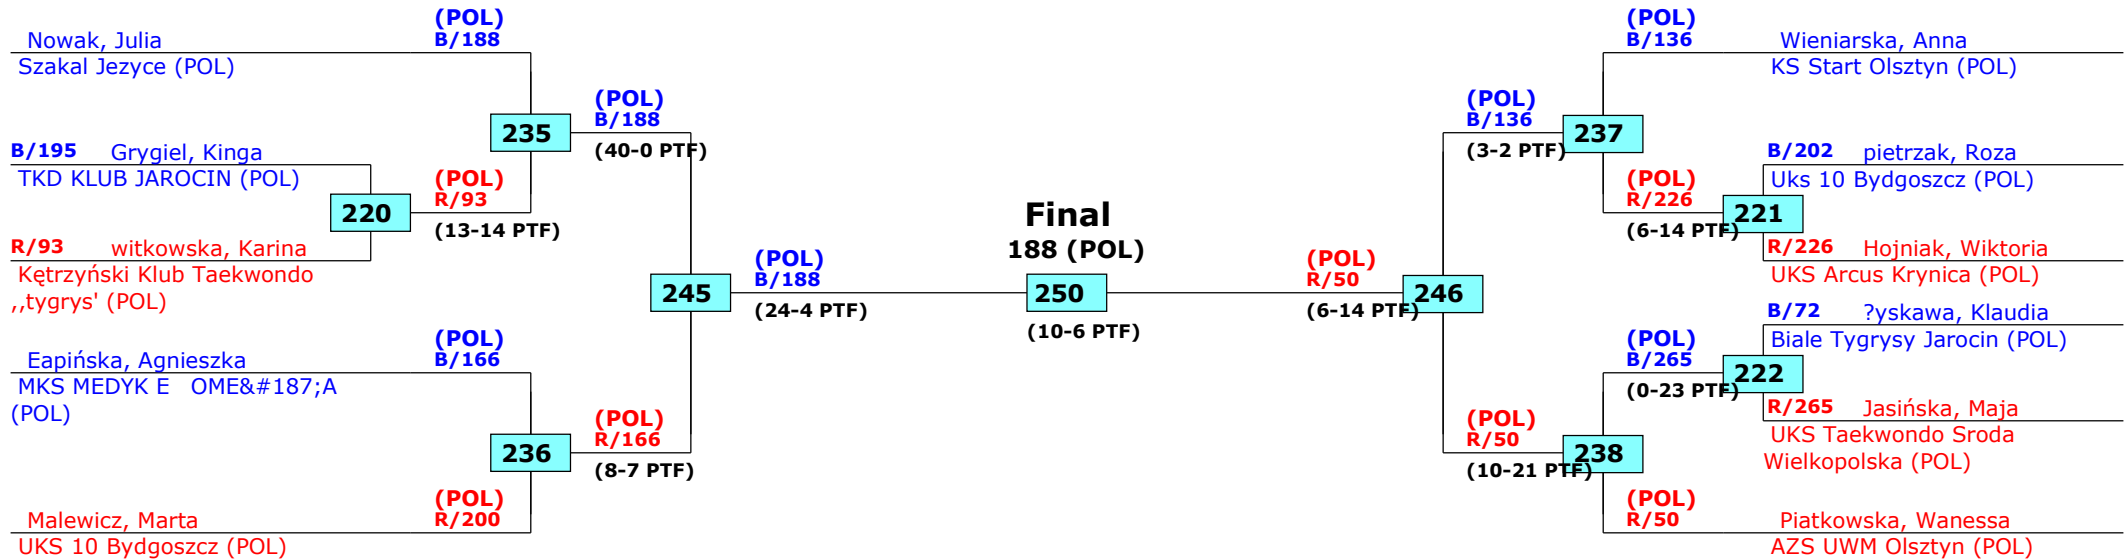 (POL)
B/188
Nowak, Julia
Szakal Jezyce (POL)
(POL)
B/188
235
(40-0 PTF)
B/195 Grygiel, Kinga
TKD KLUB JAROCIN (POL)
220
(POL)
R/93
(13-14 PTF)
R/93 witkowska, Karina
Kętrzyński Klub Taekwondo
,,tygrys' (POL)
245
(POL)
B/188
(24-4 PTF)
Eapińska, Agnieszka
(POL)
B/166
MKS MEDYK E OME&#187;A
(POL)
236
(POL)
R/166
(8-7 PTF)
Malewicz, Marta
(POL)
R/200
UKS 10 Bydgoszcz (POL)
Final
188 (POL)
250
(10-6 PTF)
(POL)
B/136
Wieniarska, Anna
KS Start Olsztyn (POL)
(POL)
B/136
237
(3-2 PTF)
B/202 pietrzak, Roza
Uks 10 Bydgoszcz (POL)
(POL)
R/226
221
(6-14 PTF)
R/226 Hojniak, Wiktoria
UKS Arcus Krynica (POL)
(POL)
R/50
246
(6-14 PTF)
B/72 ?yskawa, Klaudia
Biale Tygrysy Jarocin (POL)
(POL)
B/265
222
(0-23 PTF)
R/265 Jasińska, Maja
UKS Taekwondo Sroda
Wielkopolska (POL)
(POL)
R/50
238
(10-21 PTF)
(POL)
R/50
Piatkowska, Wanessa
AZS UWM Olsztyn (POL)